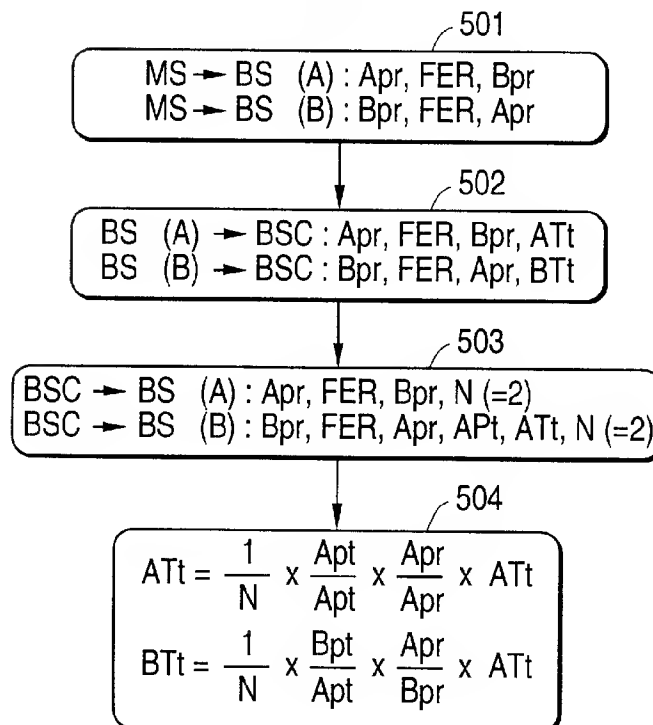 501
MS → BS (A) : Apr, FER, Bpr
MS → BS (B) : Bpr, FER, Apr
502
BS (A) → BSC : Apr, FER, Bpr, ATt
BS (B) → BSC : Bpr, FER, Apr, BTt
503
BSC → BS (A) : Apr, FER, Bpr, N (=2)
BSC → BS (B) : Bpr, FER, Apr, APt, ATt, N (=2)
504
ATt = 1/N x Apt/Apt x Apr/Apr x ATt
BTt = 1/N x Bpt/Apt x Apr/Bpr x ATt